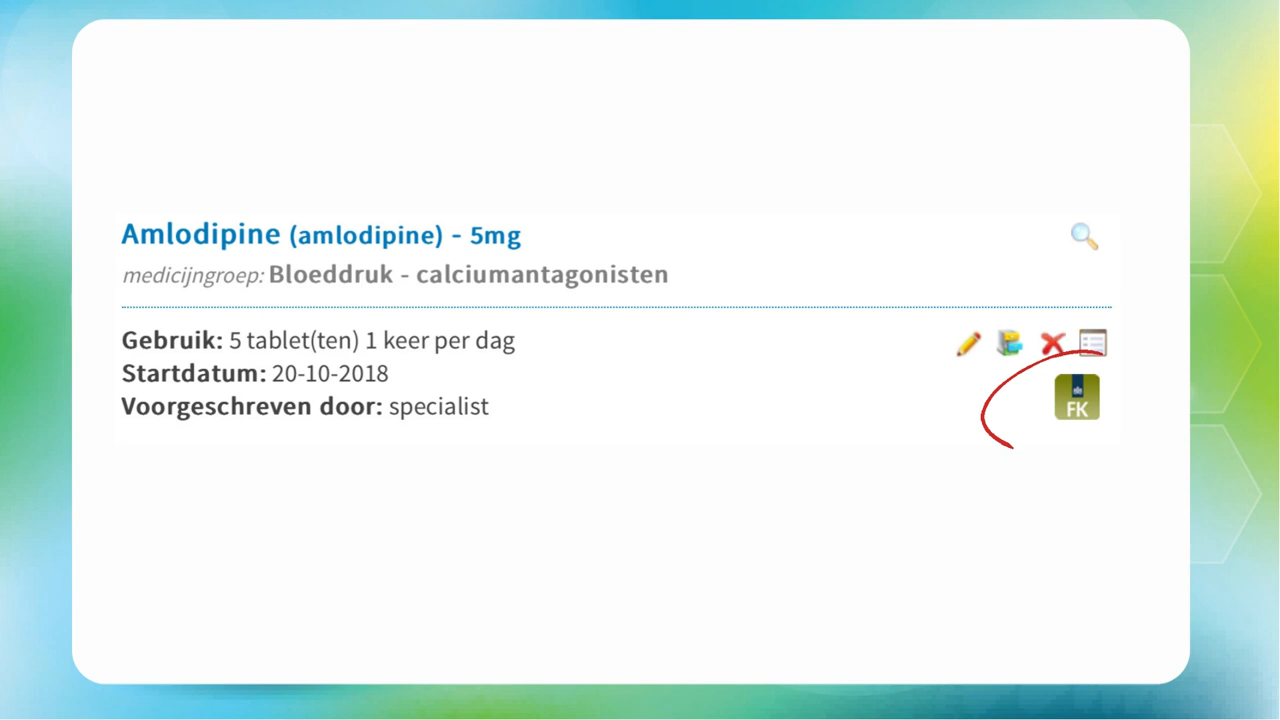 Amlodipine (amlodipine) - 5mg
medicijngroep: Bloeddruk - calciumantagonisten
Gebruik: 5 tablet(ten) 1 keer per dag
Startdatum: 20-10-2018
Voorgeschreven door: specialist
FK